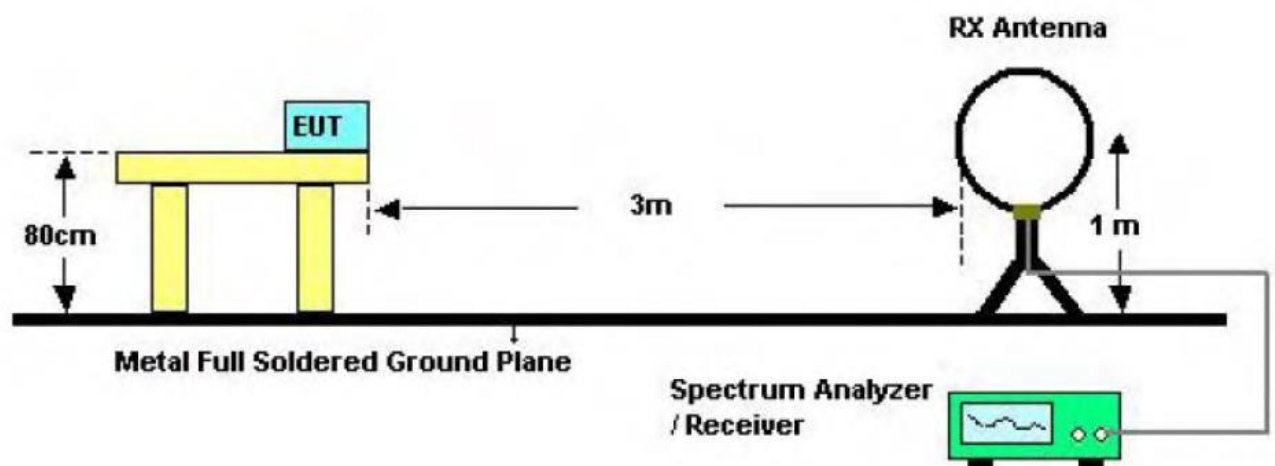 RX Antenna
EUT
80cm
3m
1 m
Metal Full Soldered Ground Plane
Spectrum Analyzer
/ Receiver